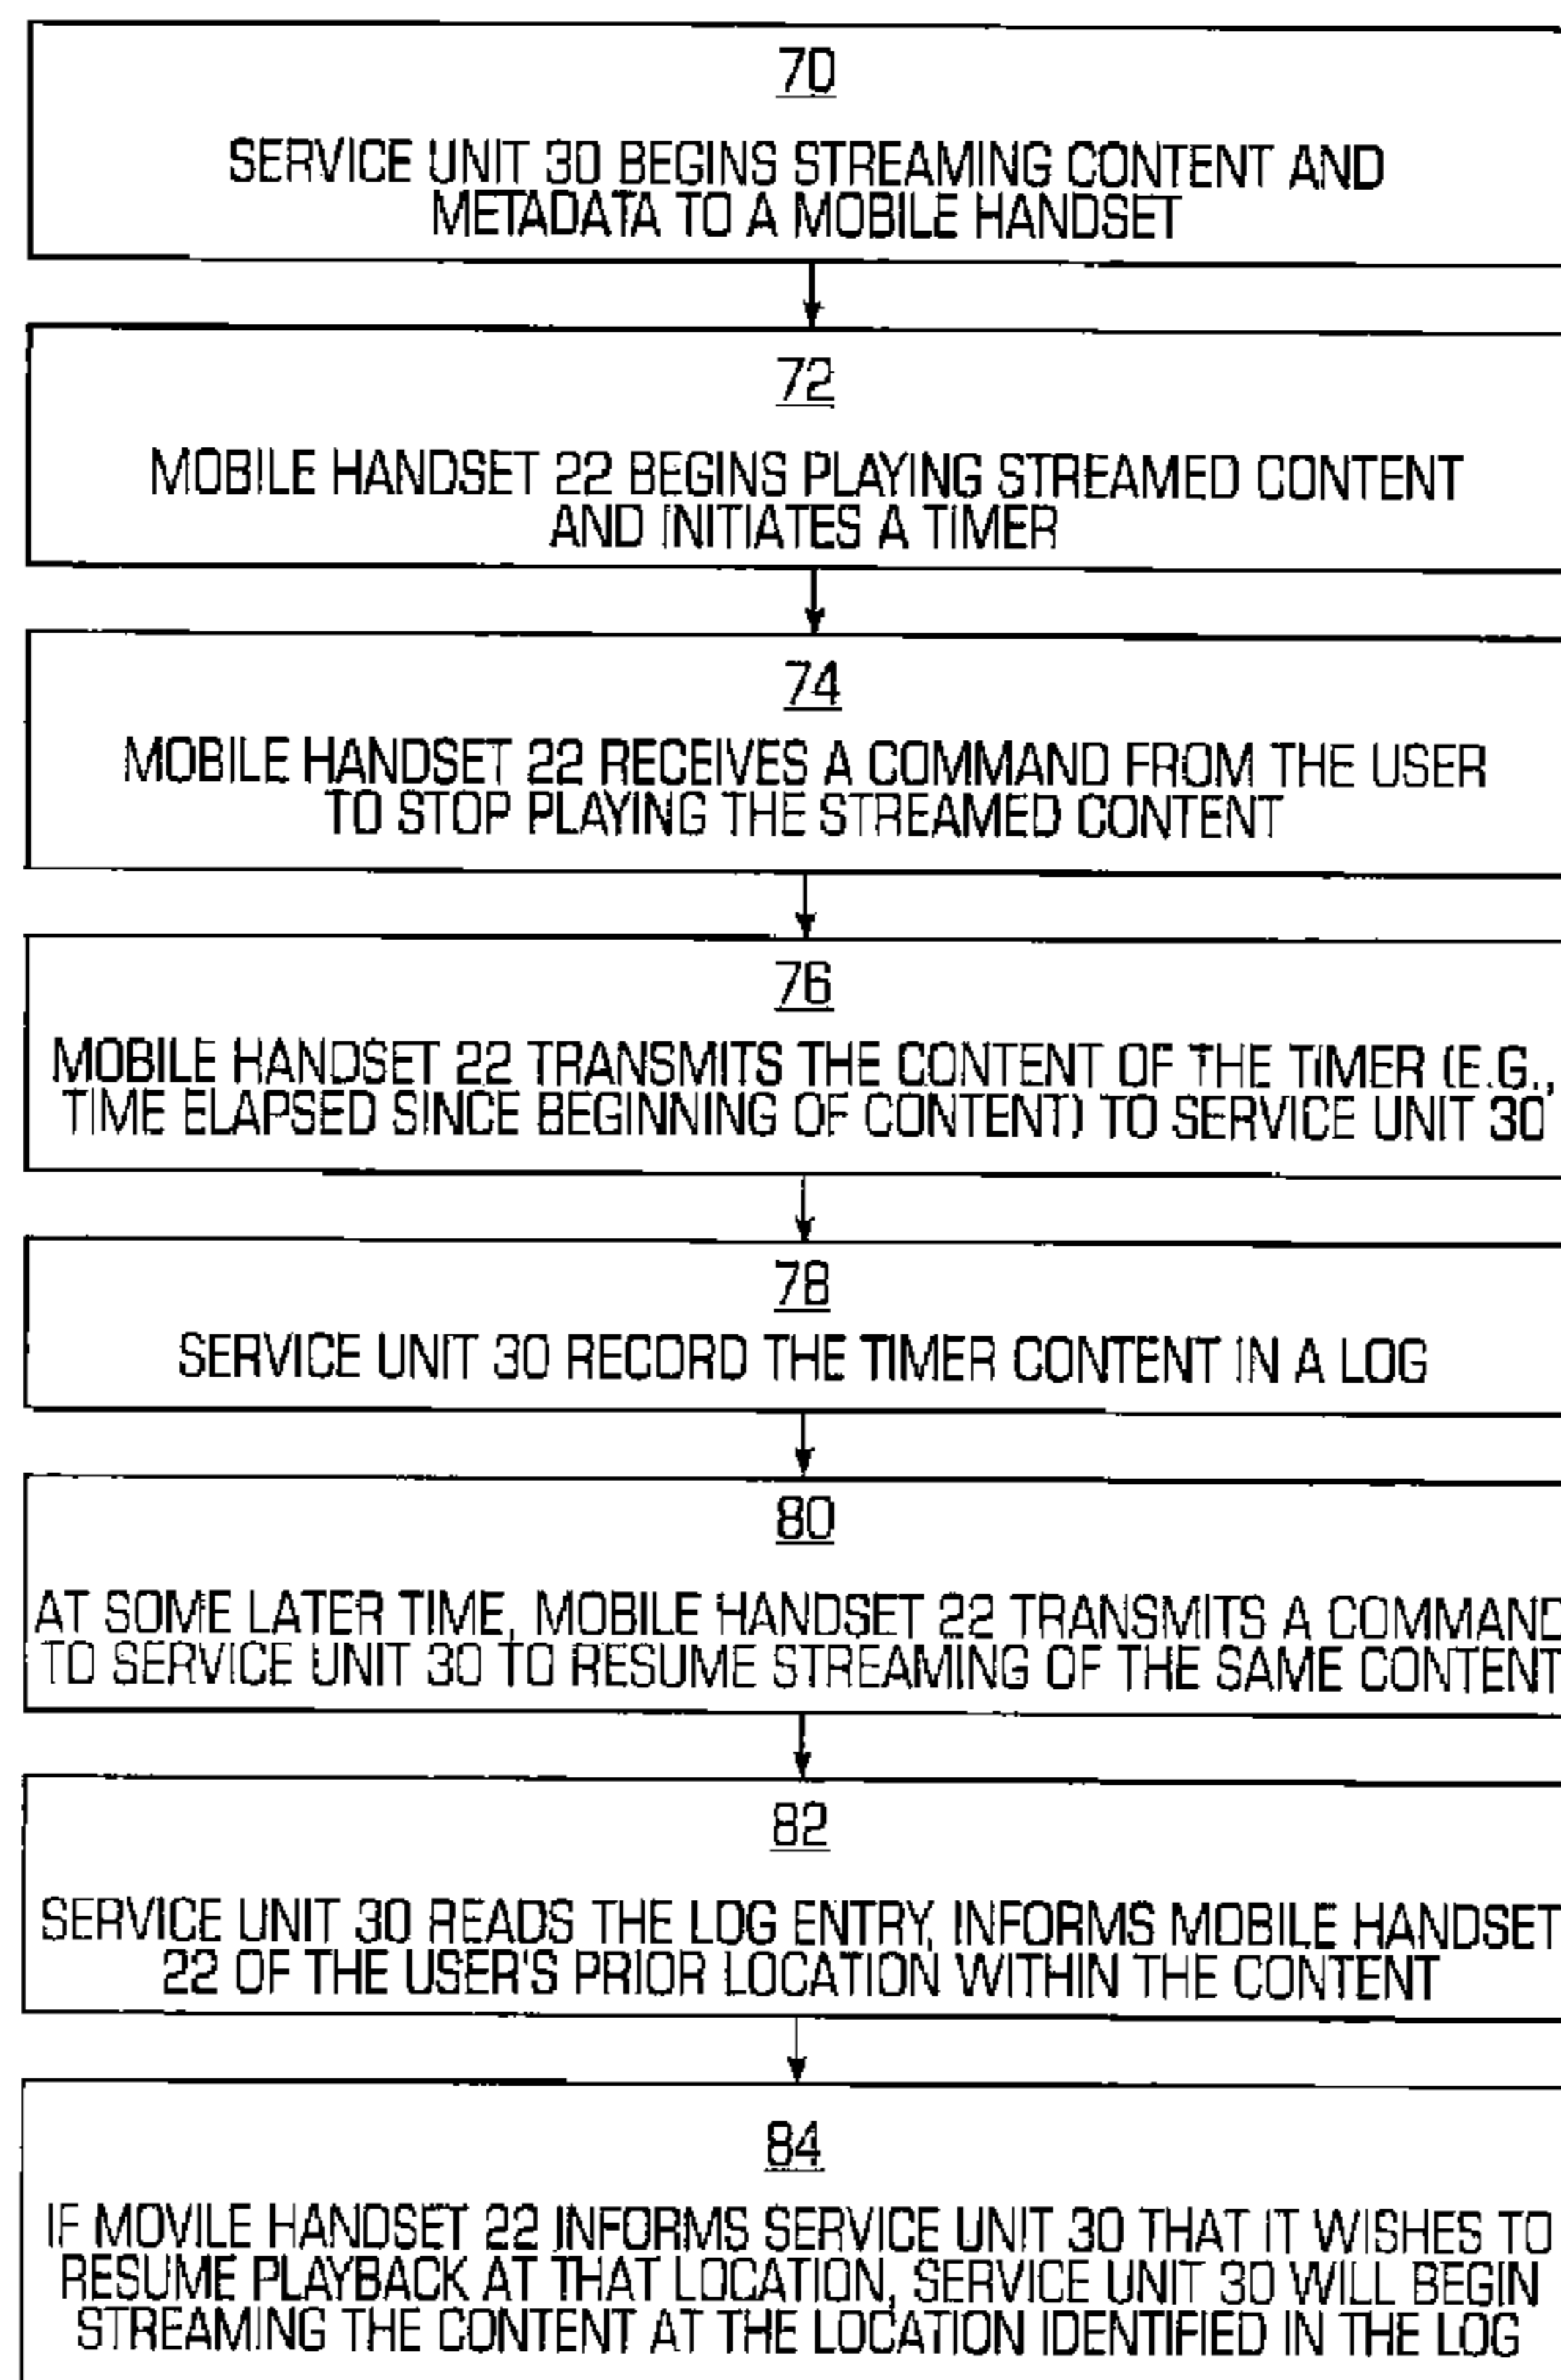 70
SERVICE UNIT 30 BEGINS STREAMING CONTENT AND
METADATA TO A MOBILE HANDSET
72
MOBILE HANDSET 22 BEGINS PLAYING STREAMED CONTENT
AND INITIATES A TIMER
74
MOBILE HANDSET 22 RECEIVES A COMMAND FROM THE USER
TO STOP PLAYING THE STREAMED CONTENT
76
MOBILE HANDSET 22 TRANSMITS THE CONTENT OF THE TIMER (E.G.,
TIME ELAPSED SINCE BEGINNING OF CONTENT) TO SERVICE UNIT 30
78
SERVICE UNIT 30 RECORD THE TIMER CONTENT IN A LOG
80
AT SOME LATER TIME, MOBILE HANDSET 22 TRANSMITS A COMMAND
TO SERVICE UNIT 30 TO RESUME STREAMING OF THE SAME CONTENT
82
SERVICE UNIT 30 READS THE LOG ENTRY, INFORMS MOBILE HANDSET
22 OF THE USER'S PRIOR LOCATION WITHIN THE CONTENT
84
IF MOVILE HANDSET 22 INFORMS SERVICE UNIT 30 THAT IT WISHES TO
RESUME PLAYBACK AT THAT LOCATION, SERVICE UNIT 30 WILL BEGIN
STREAMING THE CONTENT AT THE LOCATION IDENTIFIED IN THE LOG